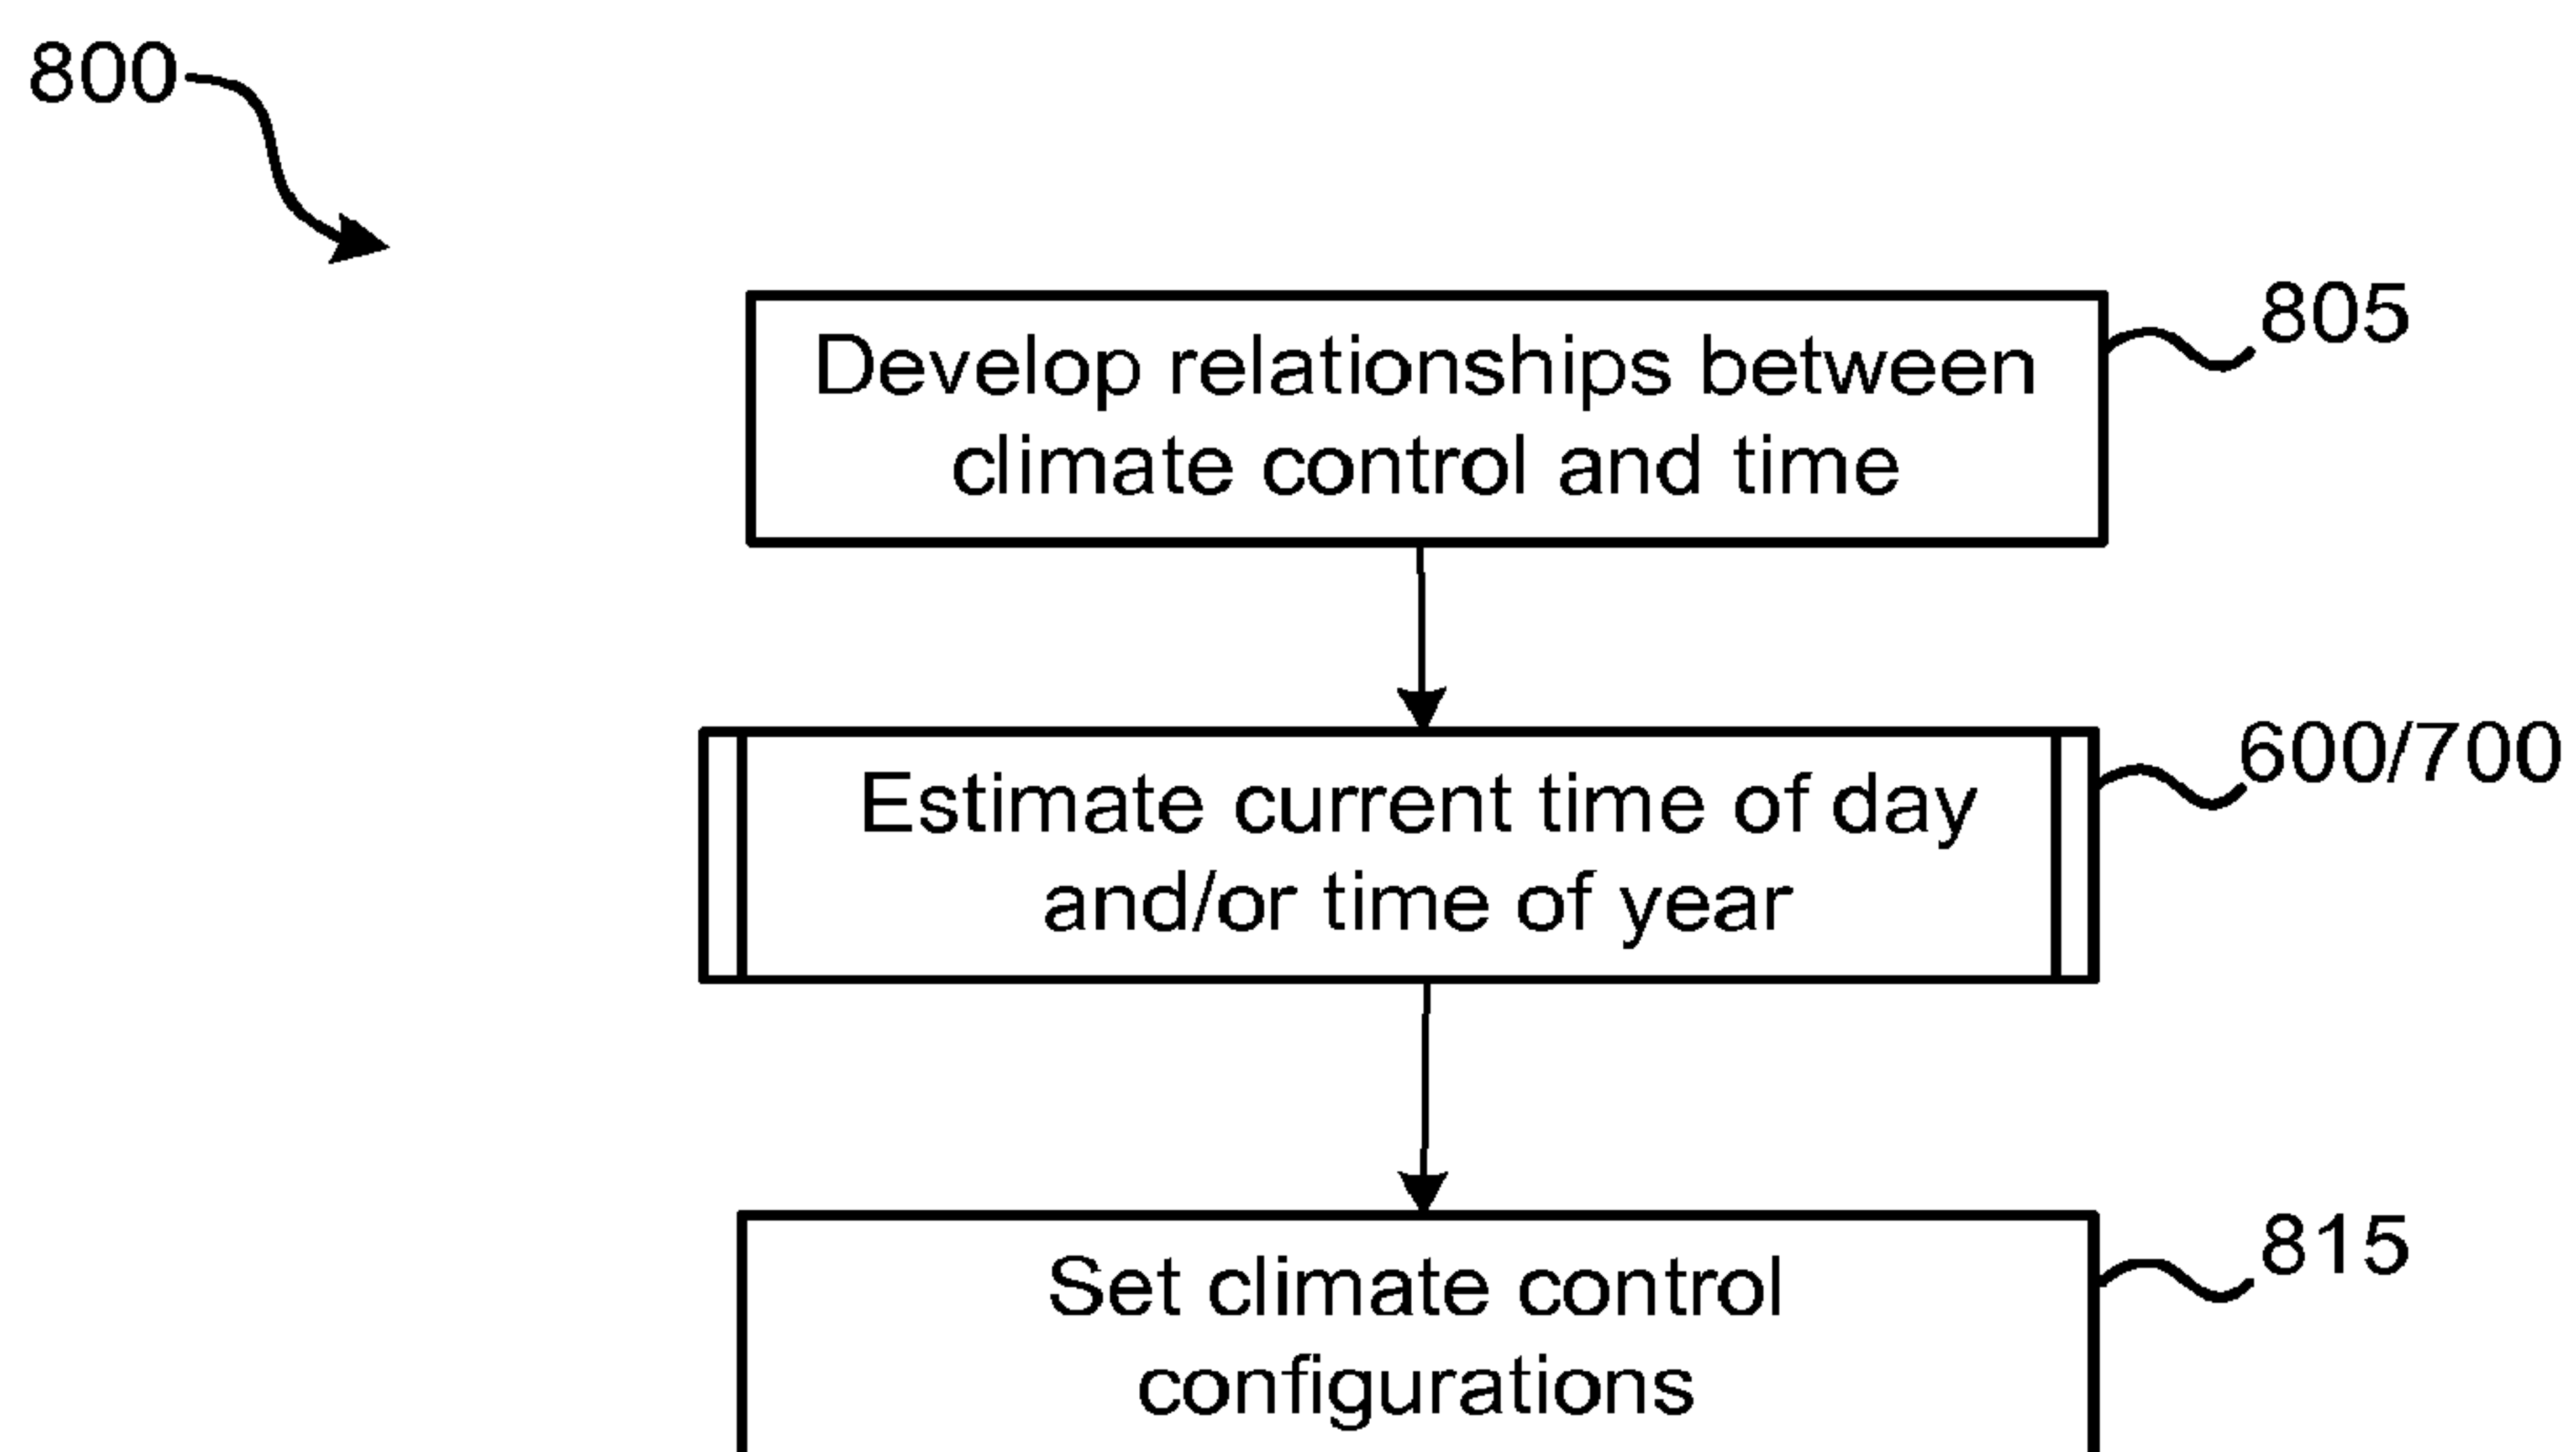 800
805
Develop relationships between
climate control and time
600/700
Estimate current time of day
and/or time of year
815
Set climate control
configurations